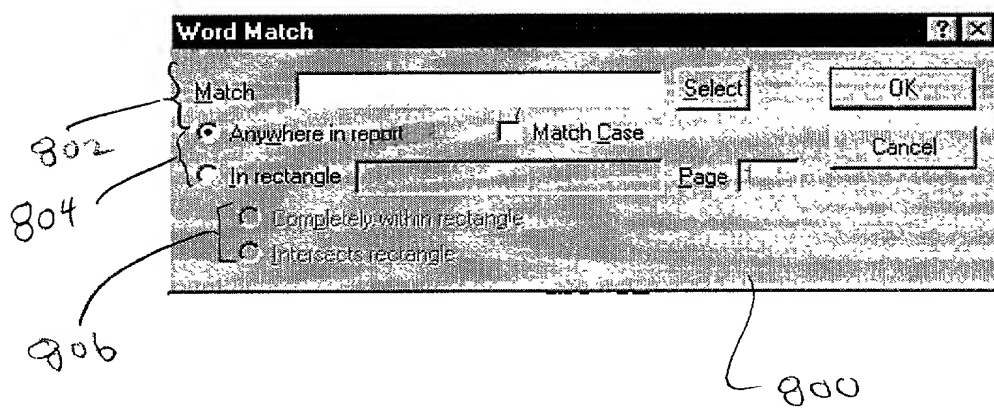 Word Match
Match Select OK
802 Anywhere in report Match Case Cancel
804 In rectangle Page
Completely within rectangle
Intersects rectangle
806
800